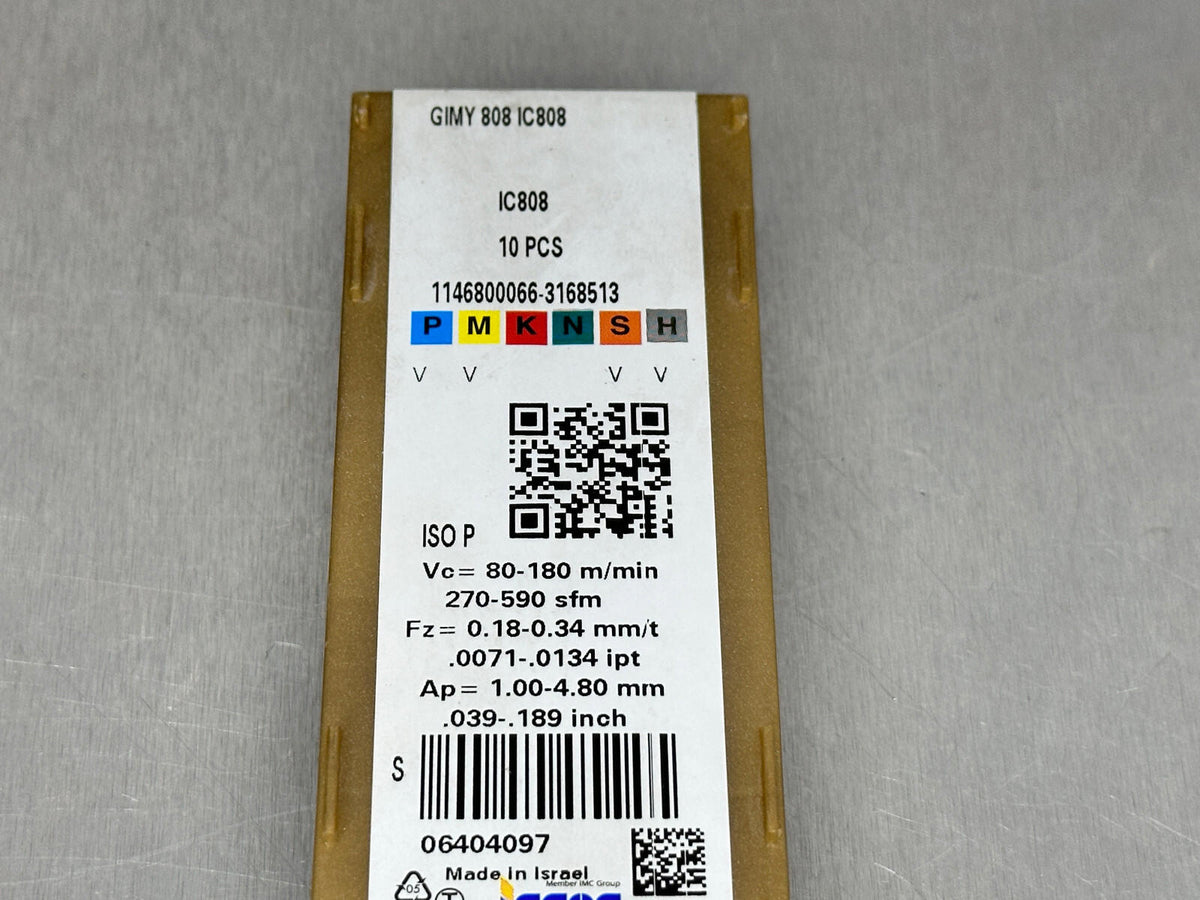 GIMY 808 IC808
IC808
10 PCS
1146800066-3168513
P M K N S H
V V V V
ISO P
Vc= 80-180 m/min
270-590 sfm
Fz= 0.18-0.34 mm/t
.0071-.0134 ipt
Ap= 1.00-4.80 mm
.039-.189 inch
S
06404097
Made in Israel
Member IMC Group
05
T